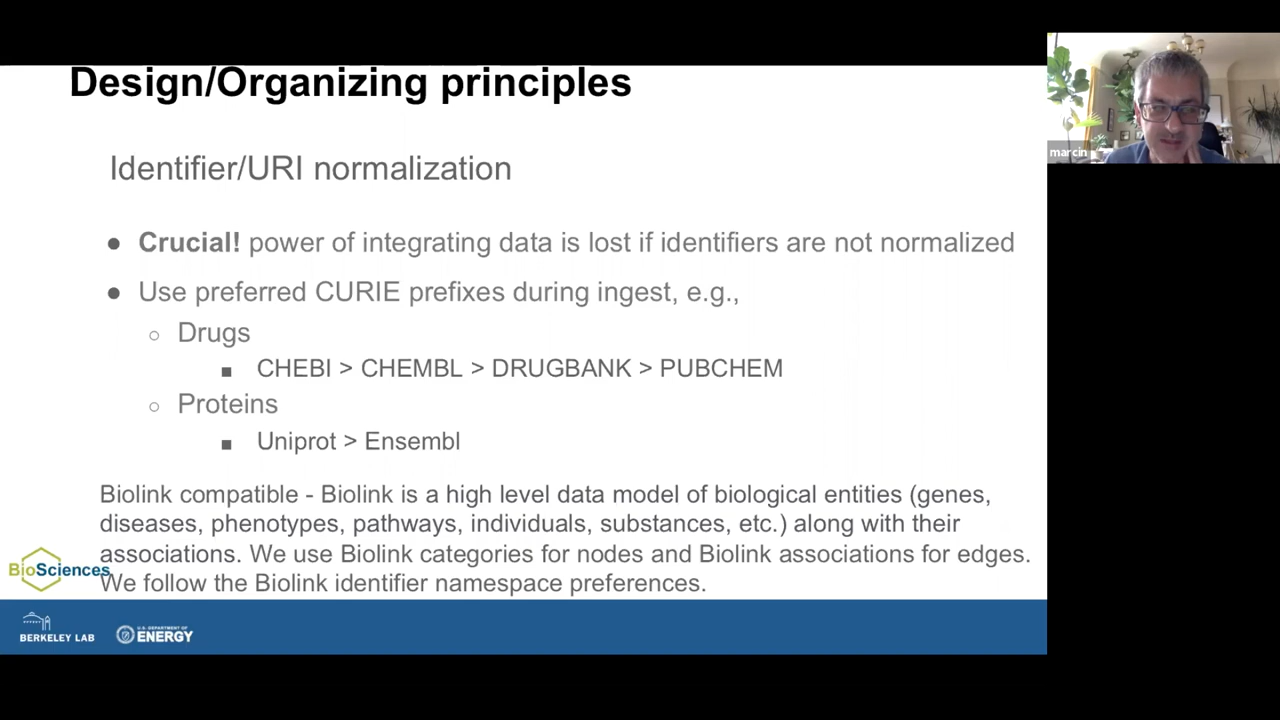 Design/Organizing principles
marcin
Identifier/URI normalization
● Crucial! power of integrating data is lost if identifiers are not normalized
● Use preferred CURIE prefixes during ingest, e.g.,
○ Drugs
■ CHEBI > CHEMBL > DRUGBANK > PUBCHEM
○ Proteins
■ Uniprot > Ensembl
Biolink compatible - Biolink is a high level data model of biological entities (genes,
diseases, phenotypes, pathways, individuals, substances, etc.) along with their
associations. We use Biolink categories for nodes and Biolink associations for edges.
We follow the Biolink identifier namespace preferences.
BioSciences
BERKELEY LAB
U.S. DEPARTMENT OF
ENERGY